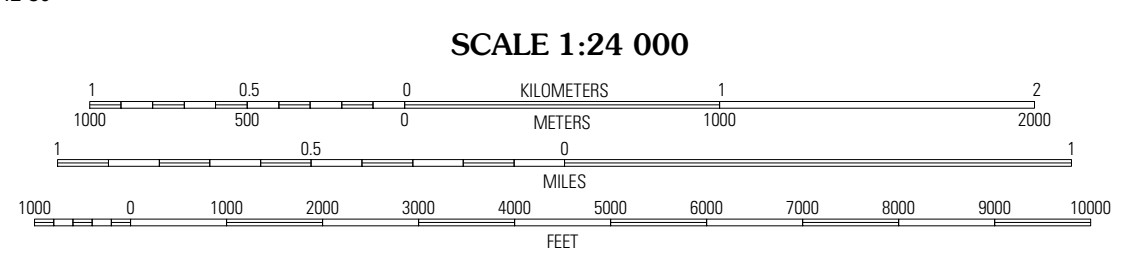 SCALE 1:24 000
1 0.5 0 KILOMETERS 1 2
1000 500 0 METERS 1000 2000
1 0.5 0 1
MILES
1000 0 1000 2000 3000 4000 5000 6000 7000 8000 9000 10000
FEET